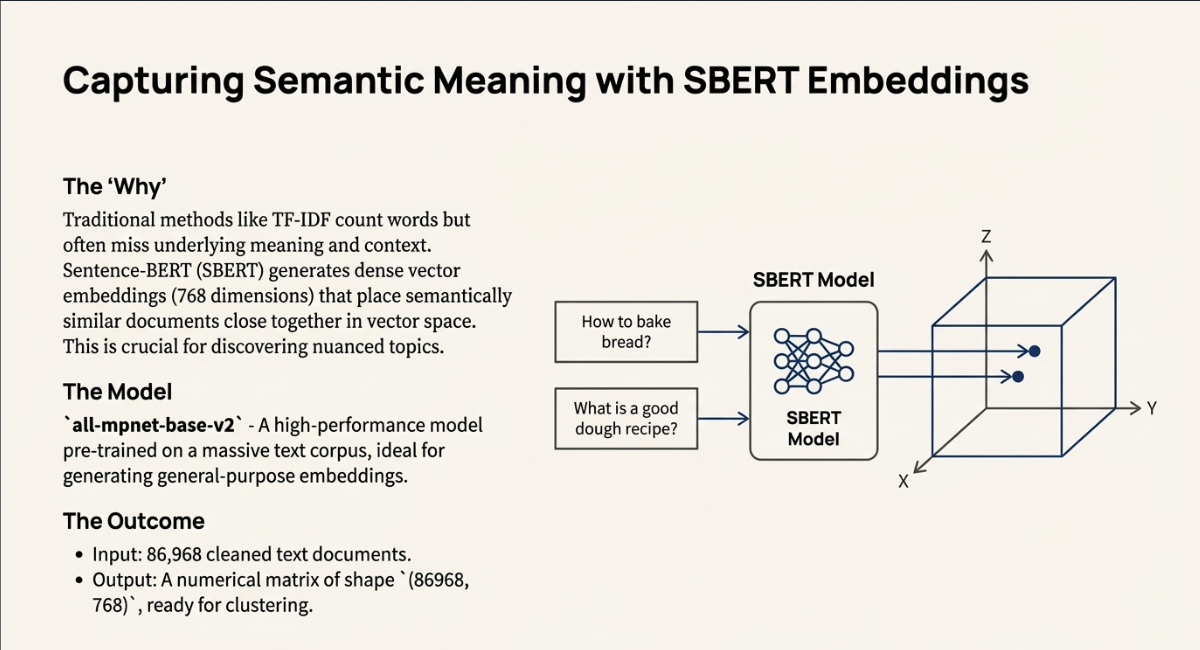 Capturing Semantic Meaning with SBERT Embeddings
The ‘Why’
Traditional methods like TF-IDF count words but
often miss underlying meaning and context.
Sentence-BERT (SBERT) generates dense vector
embeddings (768 dimensions) that place semantically
similar documents close together in vector space.
This is crucial for discovering nuanced topics.
The Model
`all-mpnet-base-v2` - A high-performance model
pre-trained on a massive text corpus, ideal for
generating general-purpose embeddings.
The Outcome
• Input: 86,968 cleaned text documents.
• Output: A numerical matrix of shape `(86968,
768)`, ready for clustering.
How to bake
bread?
What is a good
dough recipe?
SBERT Model
SBERT
Model
Z
Y
X